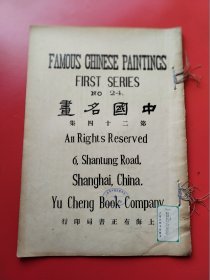 FAMOUS CHINESE PAINTINGS
FIRST SERIES
NO 24.
中國名畫
第二十四集
All Rights Reserved
6, Shantung Road,
Shanghai, China.
Yu Cheng Book Company
上海有正書局印行